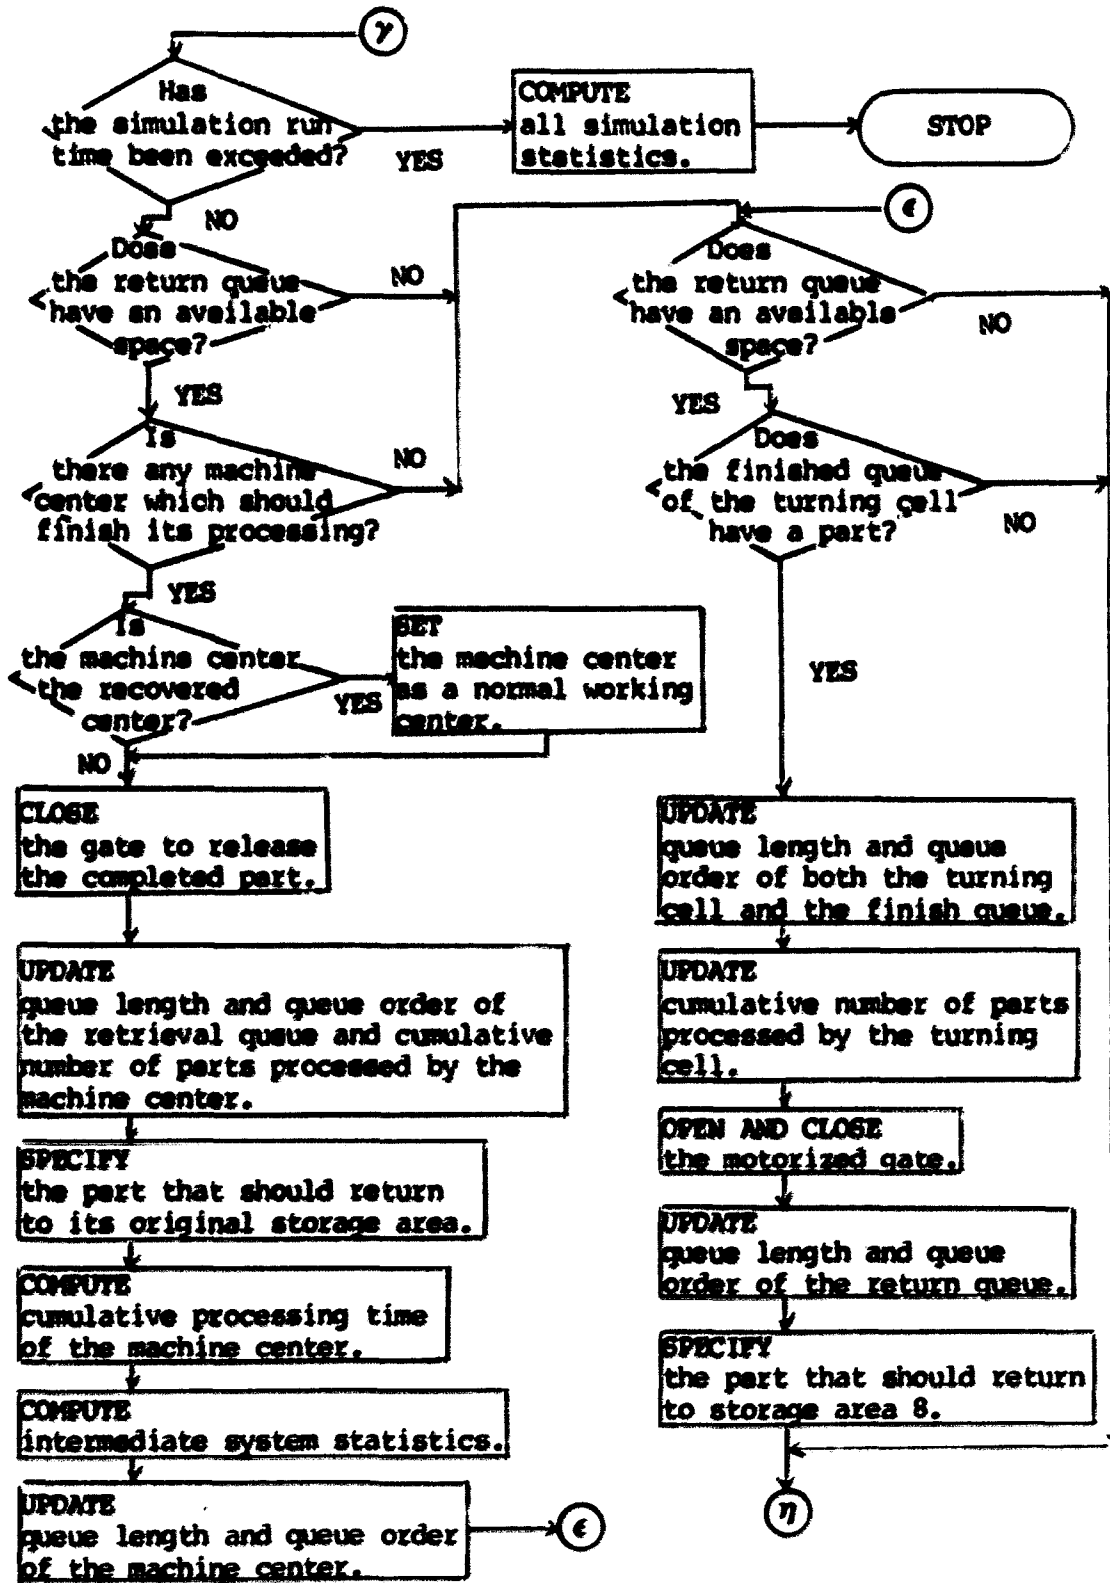 γ
Has
the simulation run
time been exceeded?
YES
COMPUTE
all simulation
statistics.
STOP
NO
Does
the return queue
have an available
space?
NO
YES
Is
there any machine
center which should
finish its processing?
NO
YES
Is
the machine center
the recovered
center?
YES
SET
the machine center
as a normal working
center.
NO
CLOSE
the gate to release
the completed part.
UPDATE
queue length and queue order of
the retrieval queue and cumulative
number of parts processed by the
machine center.
SPECIFY
the part that should return
to its original storage area.
COMPUTE
cumulative processing time
of the machine center.
COMPUTE
intermediate system statistics.
UPDATE
queue length and queue order
of the machine center.
ϵ
ϵ
Does
the return queue
have an available
space?
NO
YES
Does
the finished queue
of the turning cell
have a part?
NO
YES
UPDATE
queue length and queue
order of both the turning
cell and the finish queue.
UPDATE
cumulative number of parts
processed by the turning
cell.
OPEN AND CLOSE
the motorized gate.
UPDATE
queue length and queue
order of the return queue.
SPECIFY
the part that should return
to storage area 8.
η